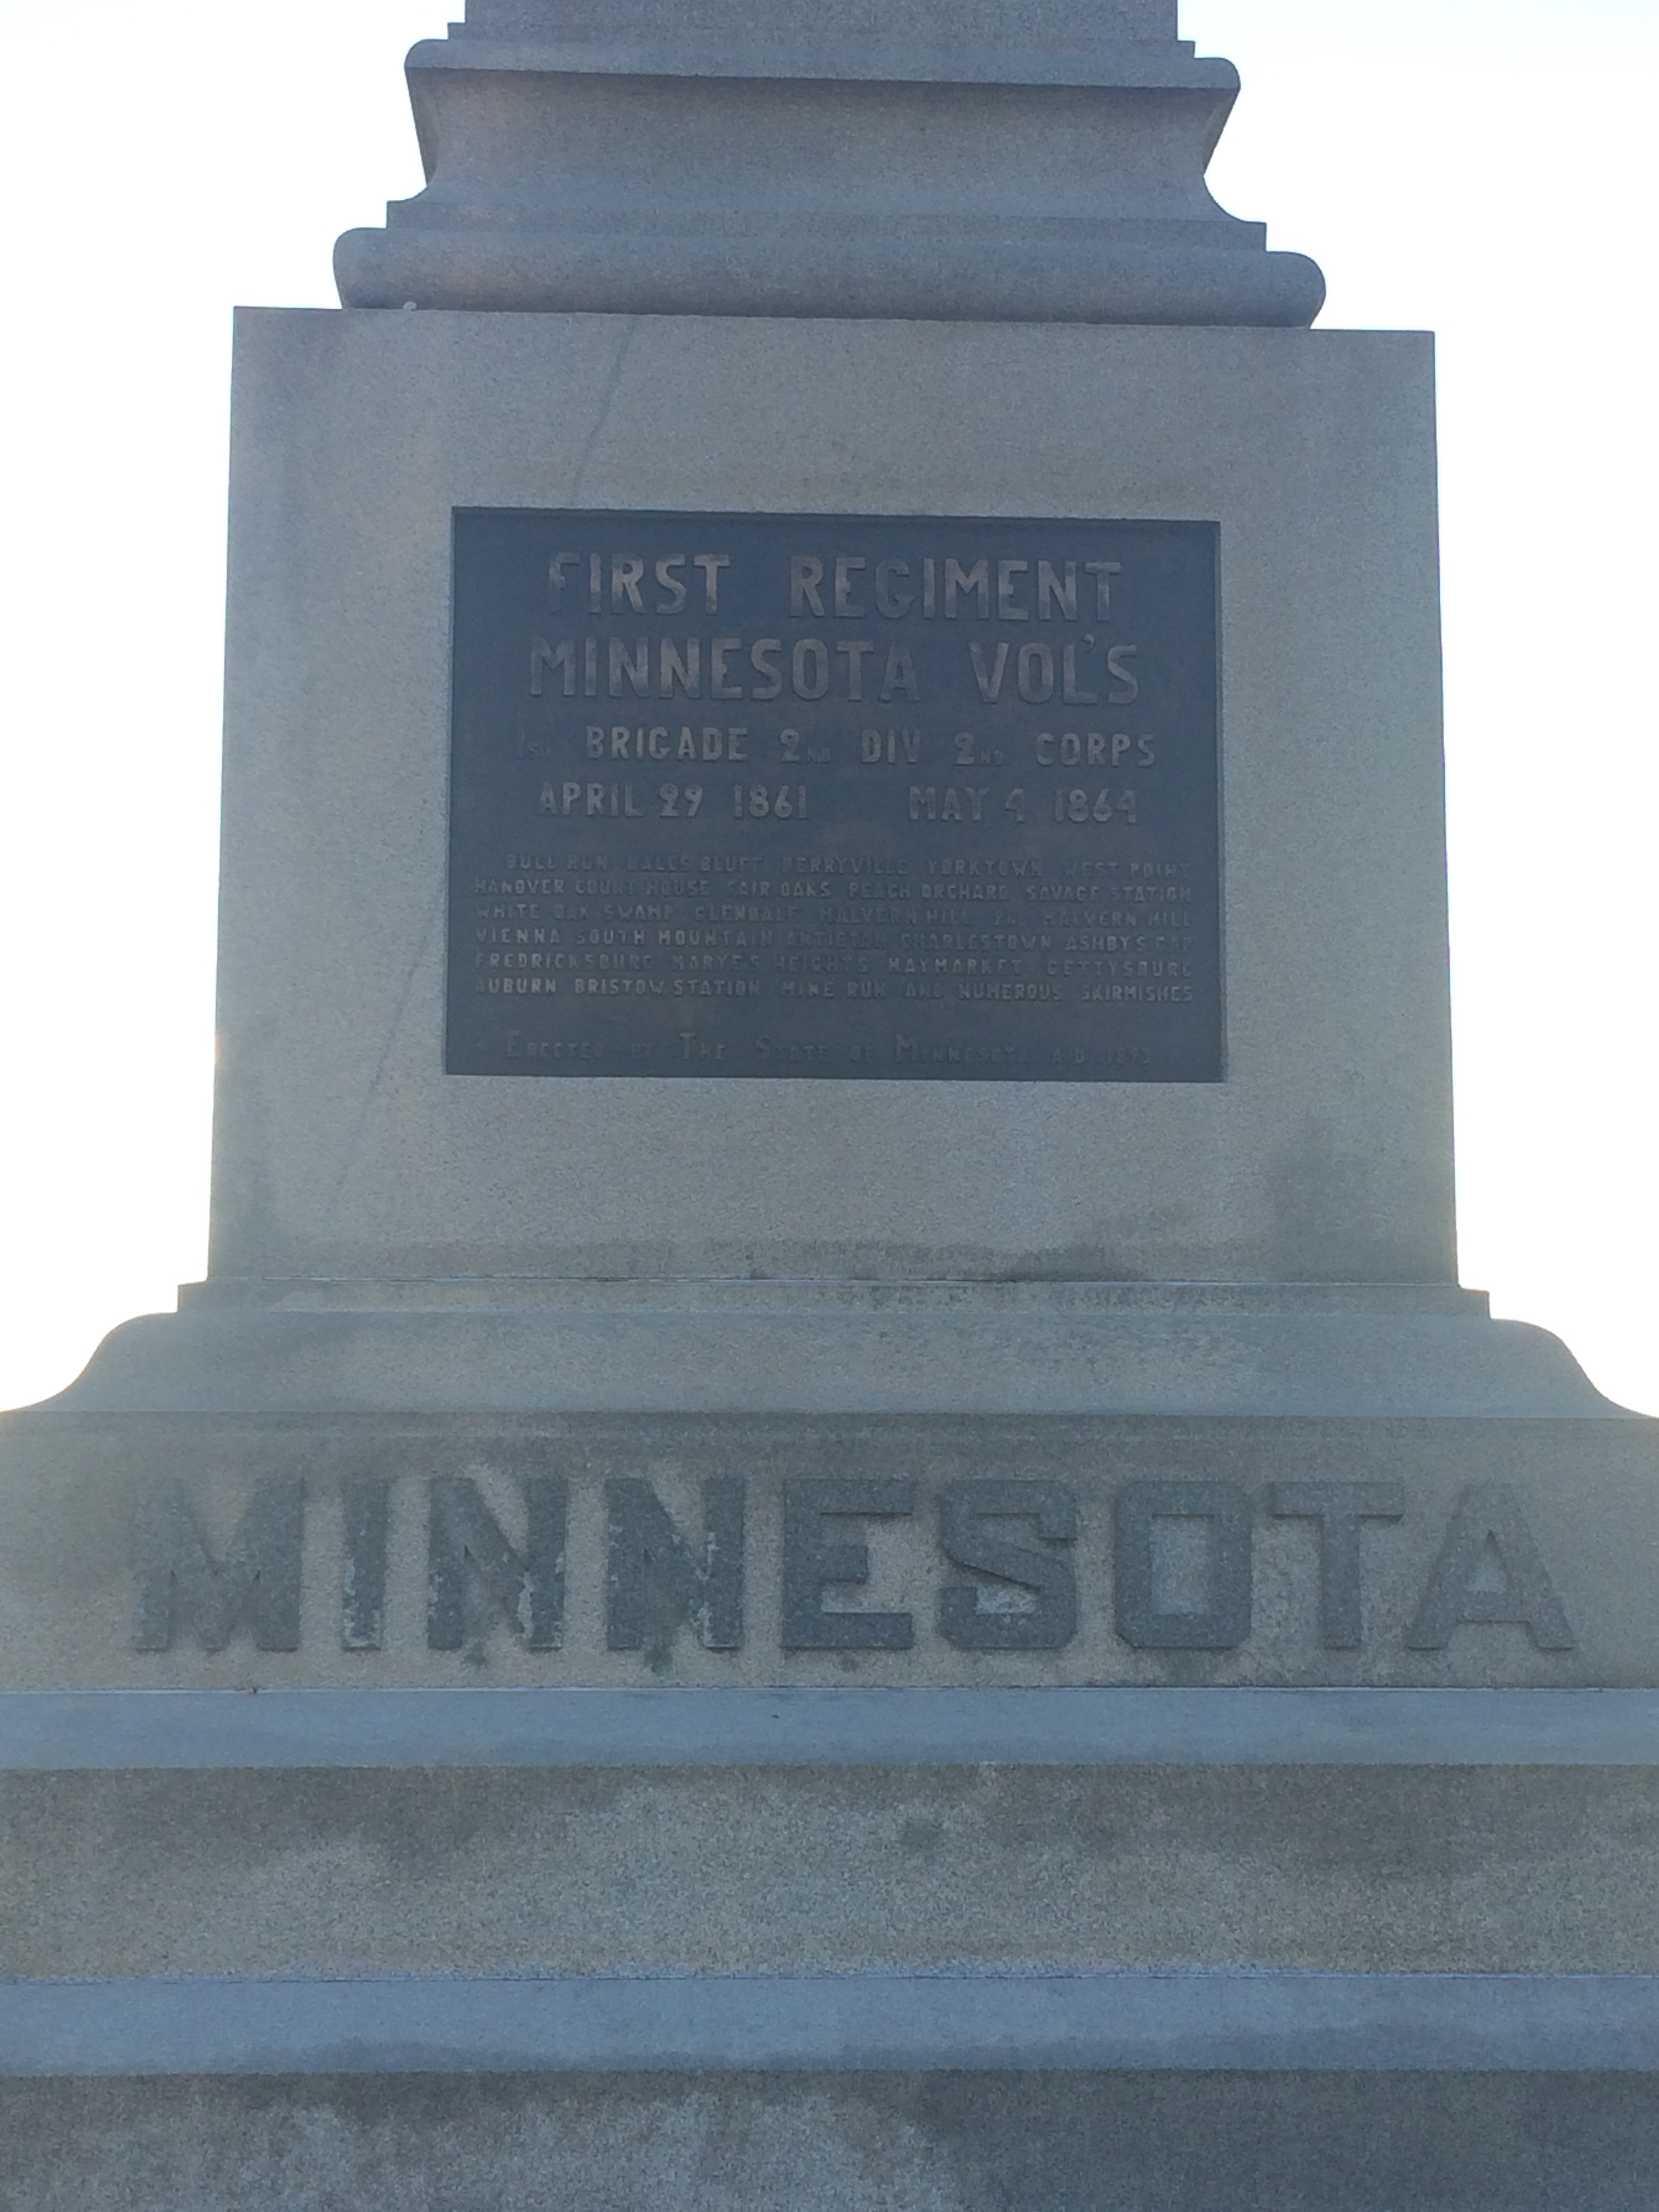 FIRST REGIMENT
MINNESOTA VOL'S
1ST BRIGADE 2ND DIV 2ND CORPS
APRIL 29 1861 MAY 4 1864
BULL RUN BALLS BLUFF BERRYVILLE YORKTOWN WEST POINT
HANOVER COURT HOUSE FAIR OAKS PEACH ORCHARD SAVAGE STATION
WHITE OAK SWAMP GLENDALE MALVERN HILL 2ND MALVERN HILL
VIENNA SOUTH MOUNTAIN ANTIETAM CHARLESTOWN ASHBYS GAP
FREDRICKSBURG MARYE'S HEIGHTS HAYMARKET GETTYSBURG
AUBURN BRISTOW STATION MINE RUN AND NUMEROUS SKIRMISHES
ERECTED BY THE STATE OF MINNESOTA A.D.
MINNESOTA